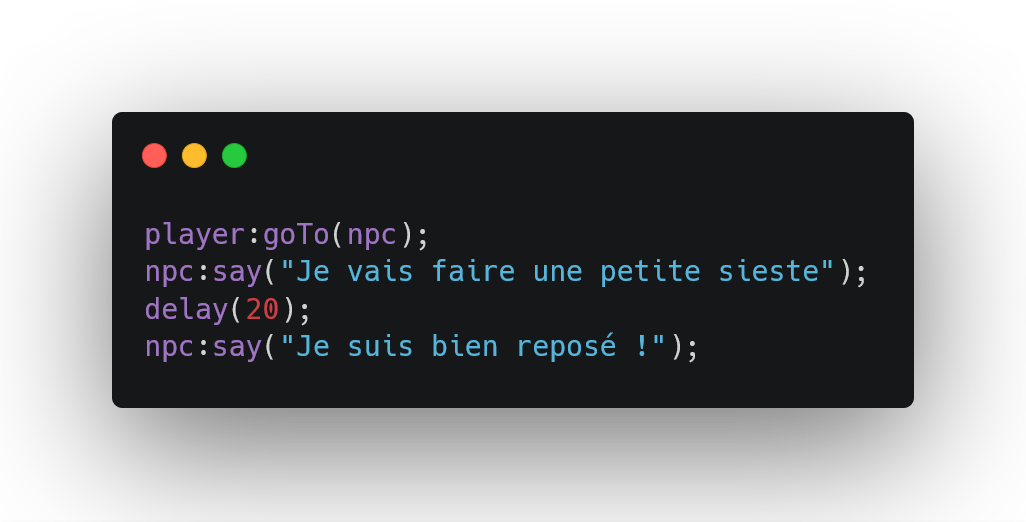 player:goTo(npc);
npc:say("Je vais faire une petite sieste");
delay(20);
npc:say("Je suis bien reposé !");